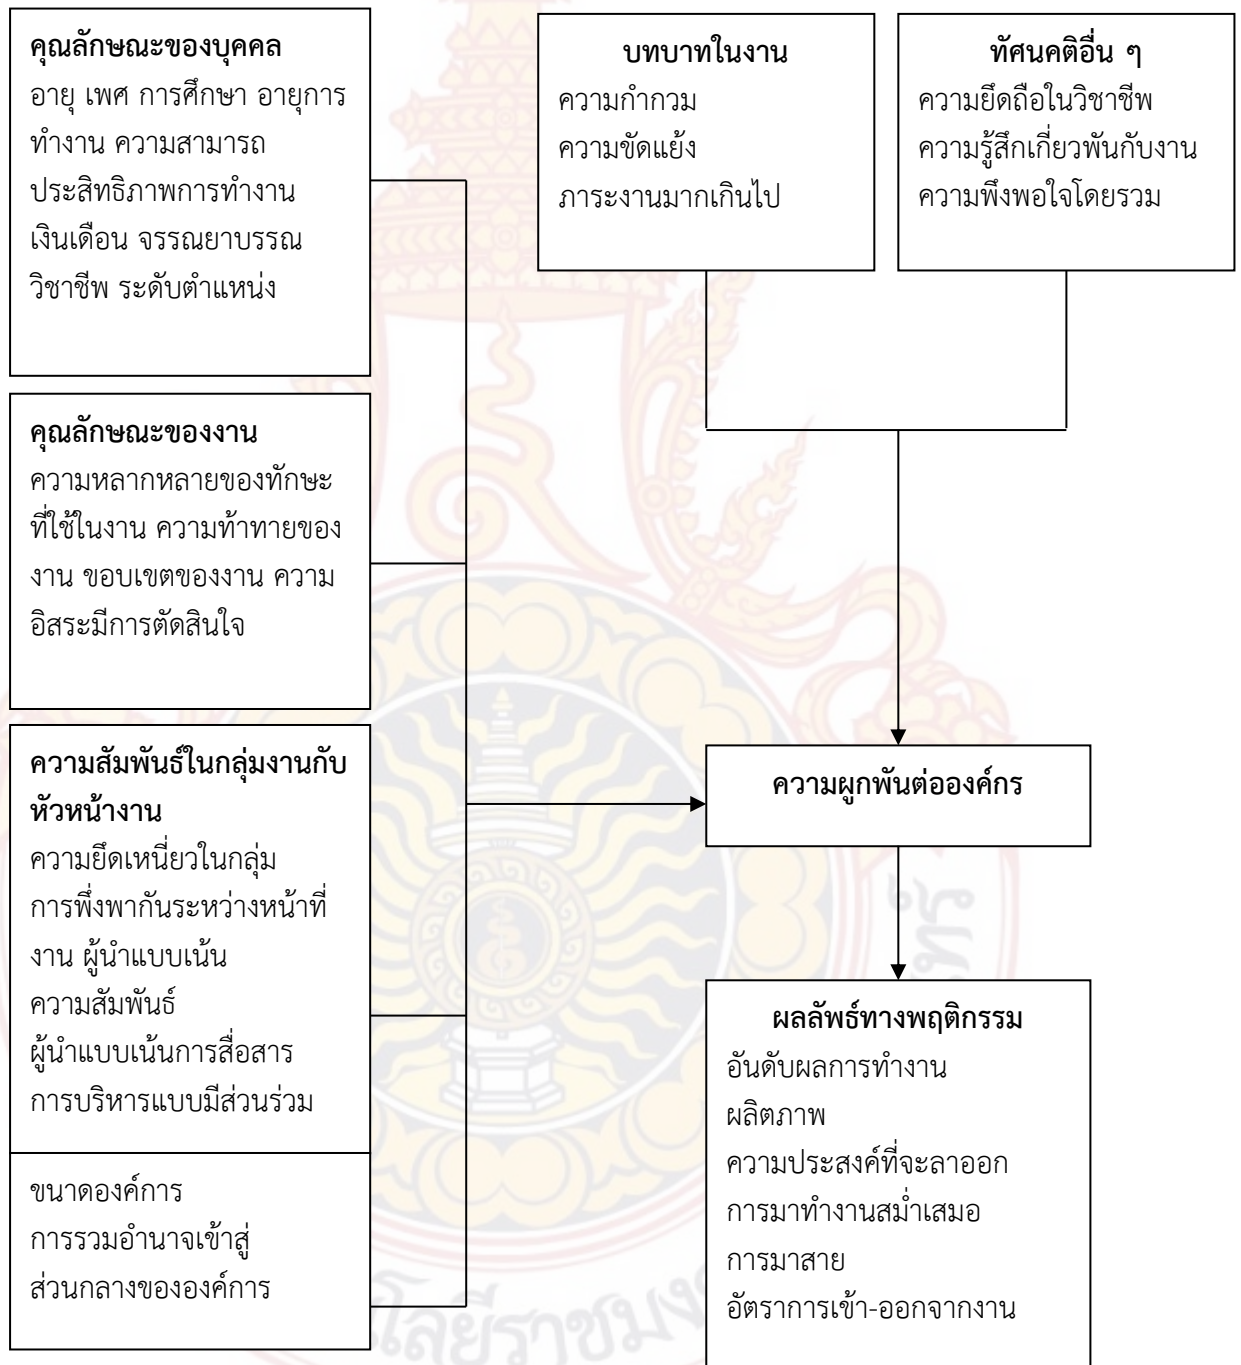 คุณลักษณะของบุคคล
อายุ เพศ การศึกษา อายุการ
ทำงาน ความสามารถ
ประสิทธิภาพการทำงาน
เงินเดือน จรรณยาบรรณ
วิชาชีพ ระดับตำแหน่ง
บทบาทในงาน
ความกำกวม
ความขัดแย้ง
ภาระงานมากเกินไป
ทัศนคติอื่น ๆ
ความยึดถือในวิชาชีพ
ความรู้สึกเกี่ยวพันกับงาน
ความพึงพอใจโดยรวม
คุณลักษณะของงาน
ความหลากหลายของทักษะ
ที่ใช้ในงาน ความท้าทายของ
งาน ขอบเขตของงาน ความ
อิสระมีการตัดสินใจ
ความสัมพันธ์ในกลุ่มงานกับ
หัวหน้างาน
ความยึดเหนี่ยวในกลุ่ม
การพึ่งพากันระหว่างหน้าที่
งาน ผู้นำแบบเน้น
ความสัมพันธ์
ผู้นำแบบเน้นการสื่อสาร
การบริหารแบบมีส่วนร่วม
ขนาดองค์การ
การรวมอำนาจเข้าสู่
ส่วนกลางขององค์การ
ความผูกพันต่อองค์กร
ผลลัพธ์ทางพฤติกรรม
อันดับผลการทำงาน
ผลิตภาพ
ความประสงค์ที่จะลาออก
การมาทำงานสม่ำเสมอ
การมาสาย
อัตราการเข้า-ออกจากงาน